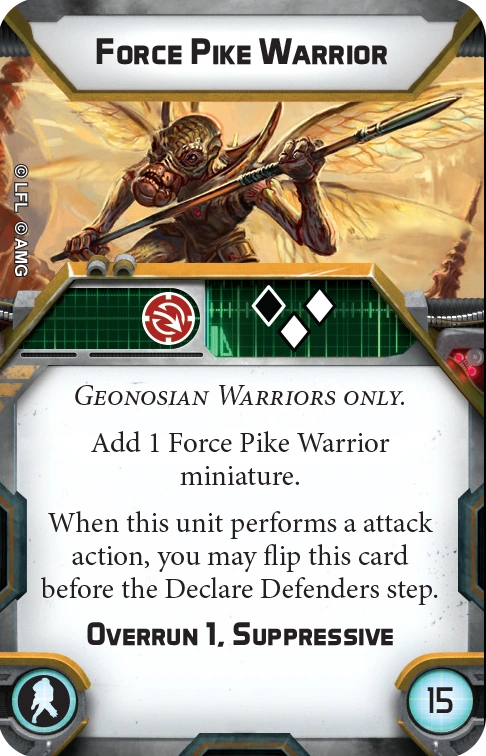 Force Pike Warrior
© LFL © AMG
Geonosian Warriors only.
Add 1 Force Pike Warrior
miniature.
When this unit performs a attack
action, you may flip this card
before the Declare Defenders step.
Overrun 1, Suppressive
15